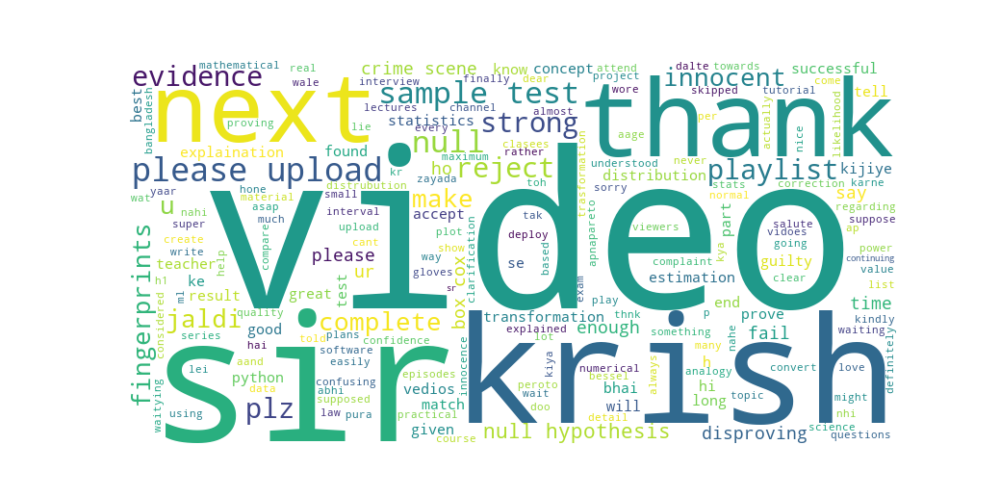 mathematical real crime scene know concept attend dalte towards
evidence wale interview finally dear project innocent successful come
best next lectures sample test wore thank skipped tutorial tell
bangladesh channel almost per actually nice likelihood
proving lie statistics every strong clasees
explaination found null rather
please upload ho maximum reject understood never playlist kijiye
kr zayada distribution trasformation stats correction karne
wat yaar hone distrubution toh sorry normal say
u nahi material small make video viewers part regarding
super asap interval accept tak apnapareto kya salute suppose
much upload plot deploy vidoes ap
fingerprints create compared please cant way se based complaint going power
teacher write help ur show clarification guilty continuing
h1 test gloves estimation clear value
ke ml result great box cox sr exam play end list
considered jaldi quality complete transformation thnk p prove time
series good told plans confidence explained enough something fail kindly
hai software innocence lot many nahe waiting
aand sir easily episodes krish numerical h analogy convert love definitely
lei confusing vedios kiya bessel always hi might
python data abhi supposed peroto bhai topic nhi
waitying using plz law pura practical match wait doo will long science
given detail
course null hypothesis disproving questions